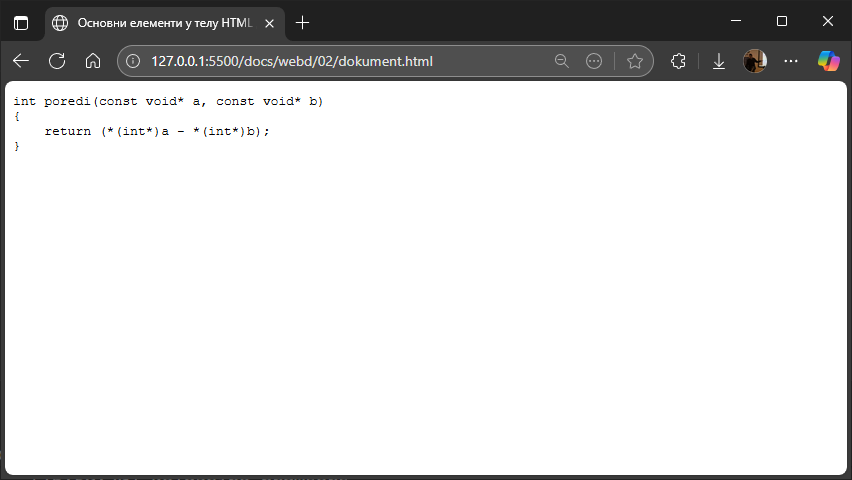 Основни елементи у телу HTML
127.0.0.1:5500/docs/webd/02/dokument.html
int poredi(const void* a, const void* b)
{
    return (*(int*)a - *(int*)b);
}